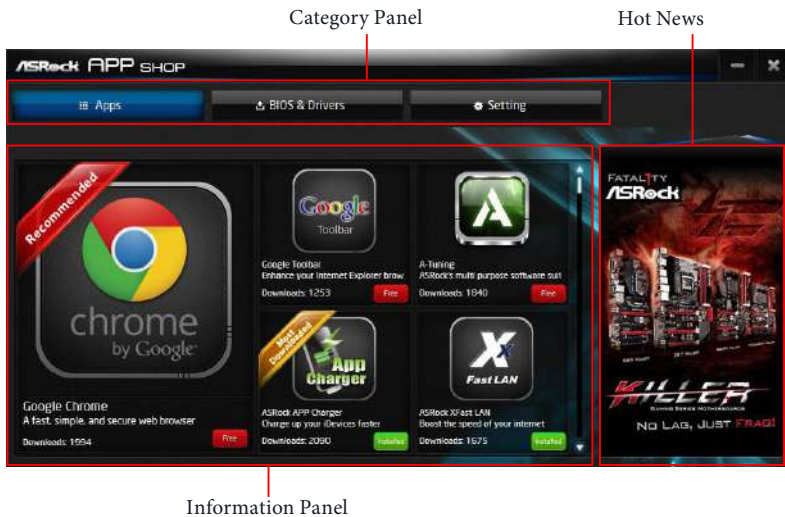 Category Panel
Hot News
ASRock APP SHOP
Apps
BIOS & Drivers
Setting
Recommended
chrome
by Google
Google Chrome
A fast, simple, and secure web browser
Downloads: 1994
Free
Google
Toolbar
Google Toolbar
Enhance your Internet Explorer brow
Downloads: 1253
Free
A-Tuning
ASRock's multi purpose software suit
Downloads: 1840
Free
Most
Downloaded
App
Charger
ASRock APP Charger
Charge up your iDevices faster
Downloads: 2090
Installed
Fast LAN
ASRock XFast LAN
Boost the speed of your internet
Downloads: 1675
Installed
FATAL1TY
ASRock
KILLER
GAMING SERIES MOTHERBOARDS
NO LAG, JUST FRAG!
Information Panel